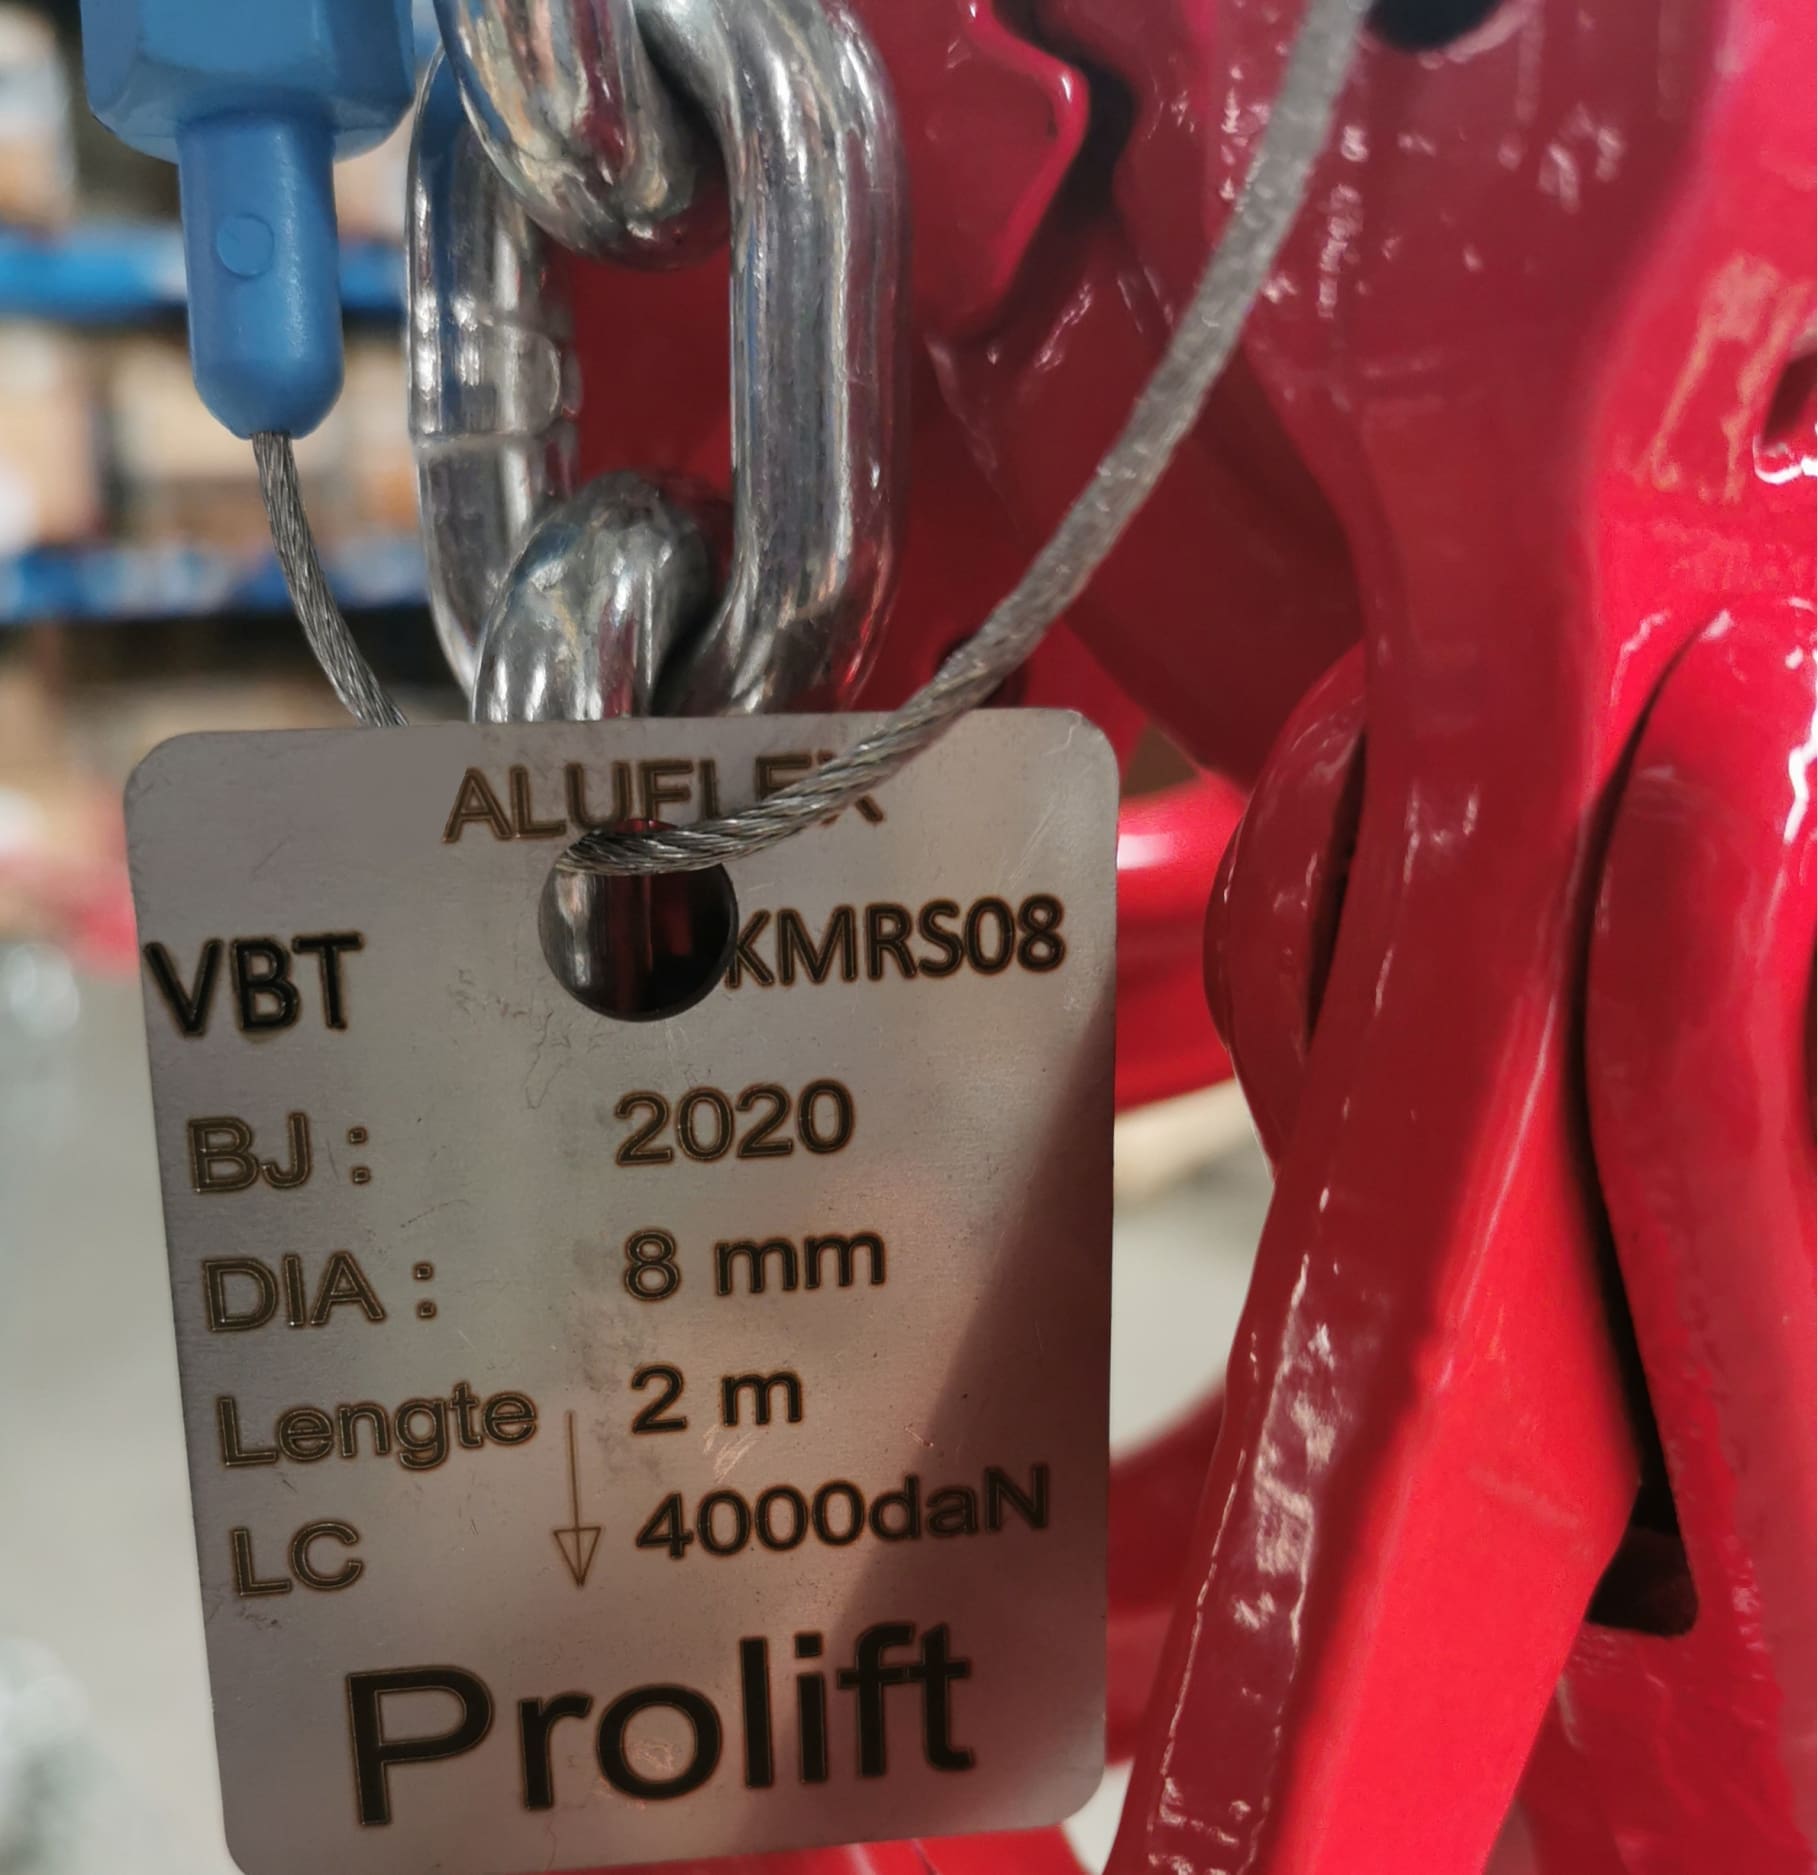 ALUFLEX
VBT KMRS08
BJ : 2020
DIA : 8 mm
Lengte 2 m
LC 4000daN
Prolift